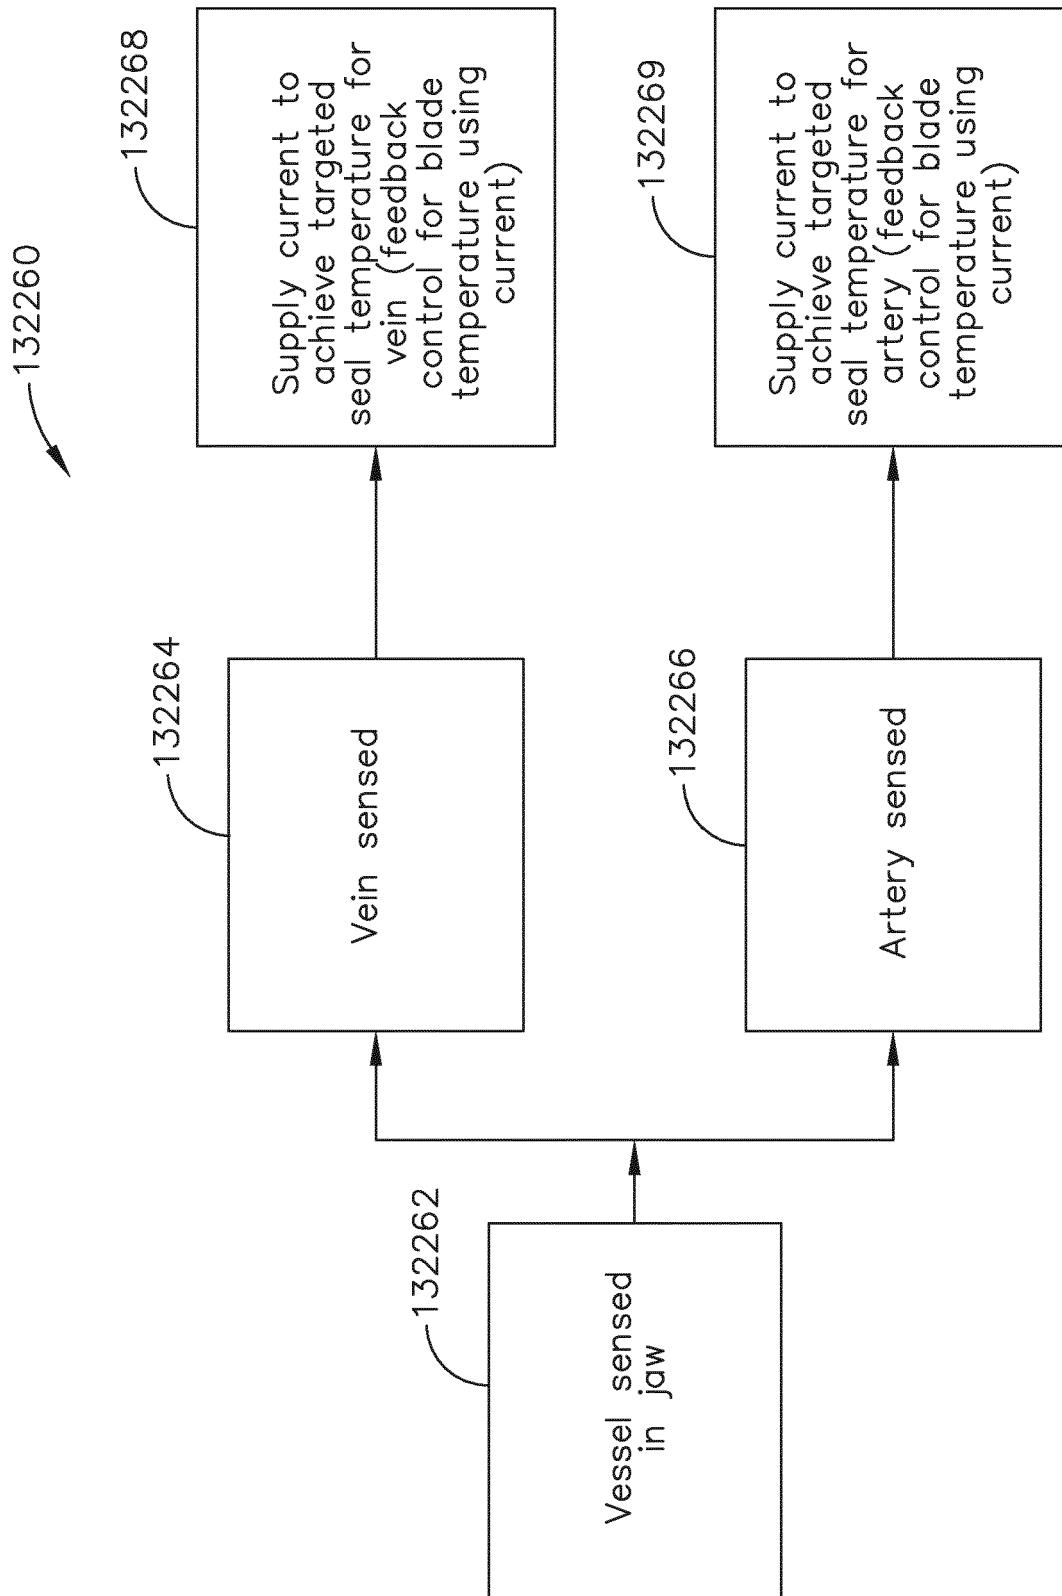 132260
132262
Vessel sensed
in jaw
132264
Vein sensed
132268
Supply current to
achieve targeted
seal temperature for
vein (feedback
control for blade
temperature using
current)
132266
Artery sensed
132269
Supply current to
achieve targeted
seal temperature for
artery (feedback
control for blade
temperature using
current)